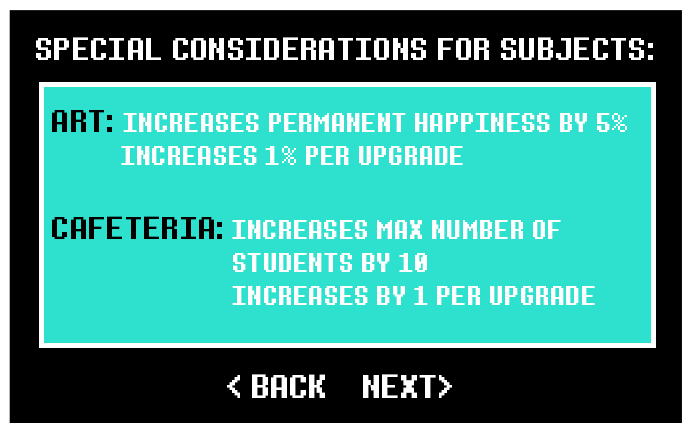 SPECIAL CONSIDERATIONS FOR SUBJECTS:
ART: INCREASES PERMANENT HAPPINESS BY 5%
INCREASES 1% PER UPGRADE
CAFETERIA: INCREASES MAX NUMBER OF
STUDENTS BY 10
INCREASES BY 1 PER UPGRADE
< BACK NEXT>